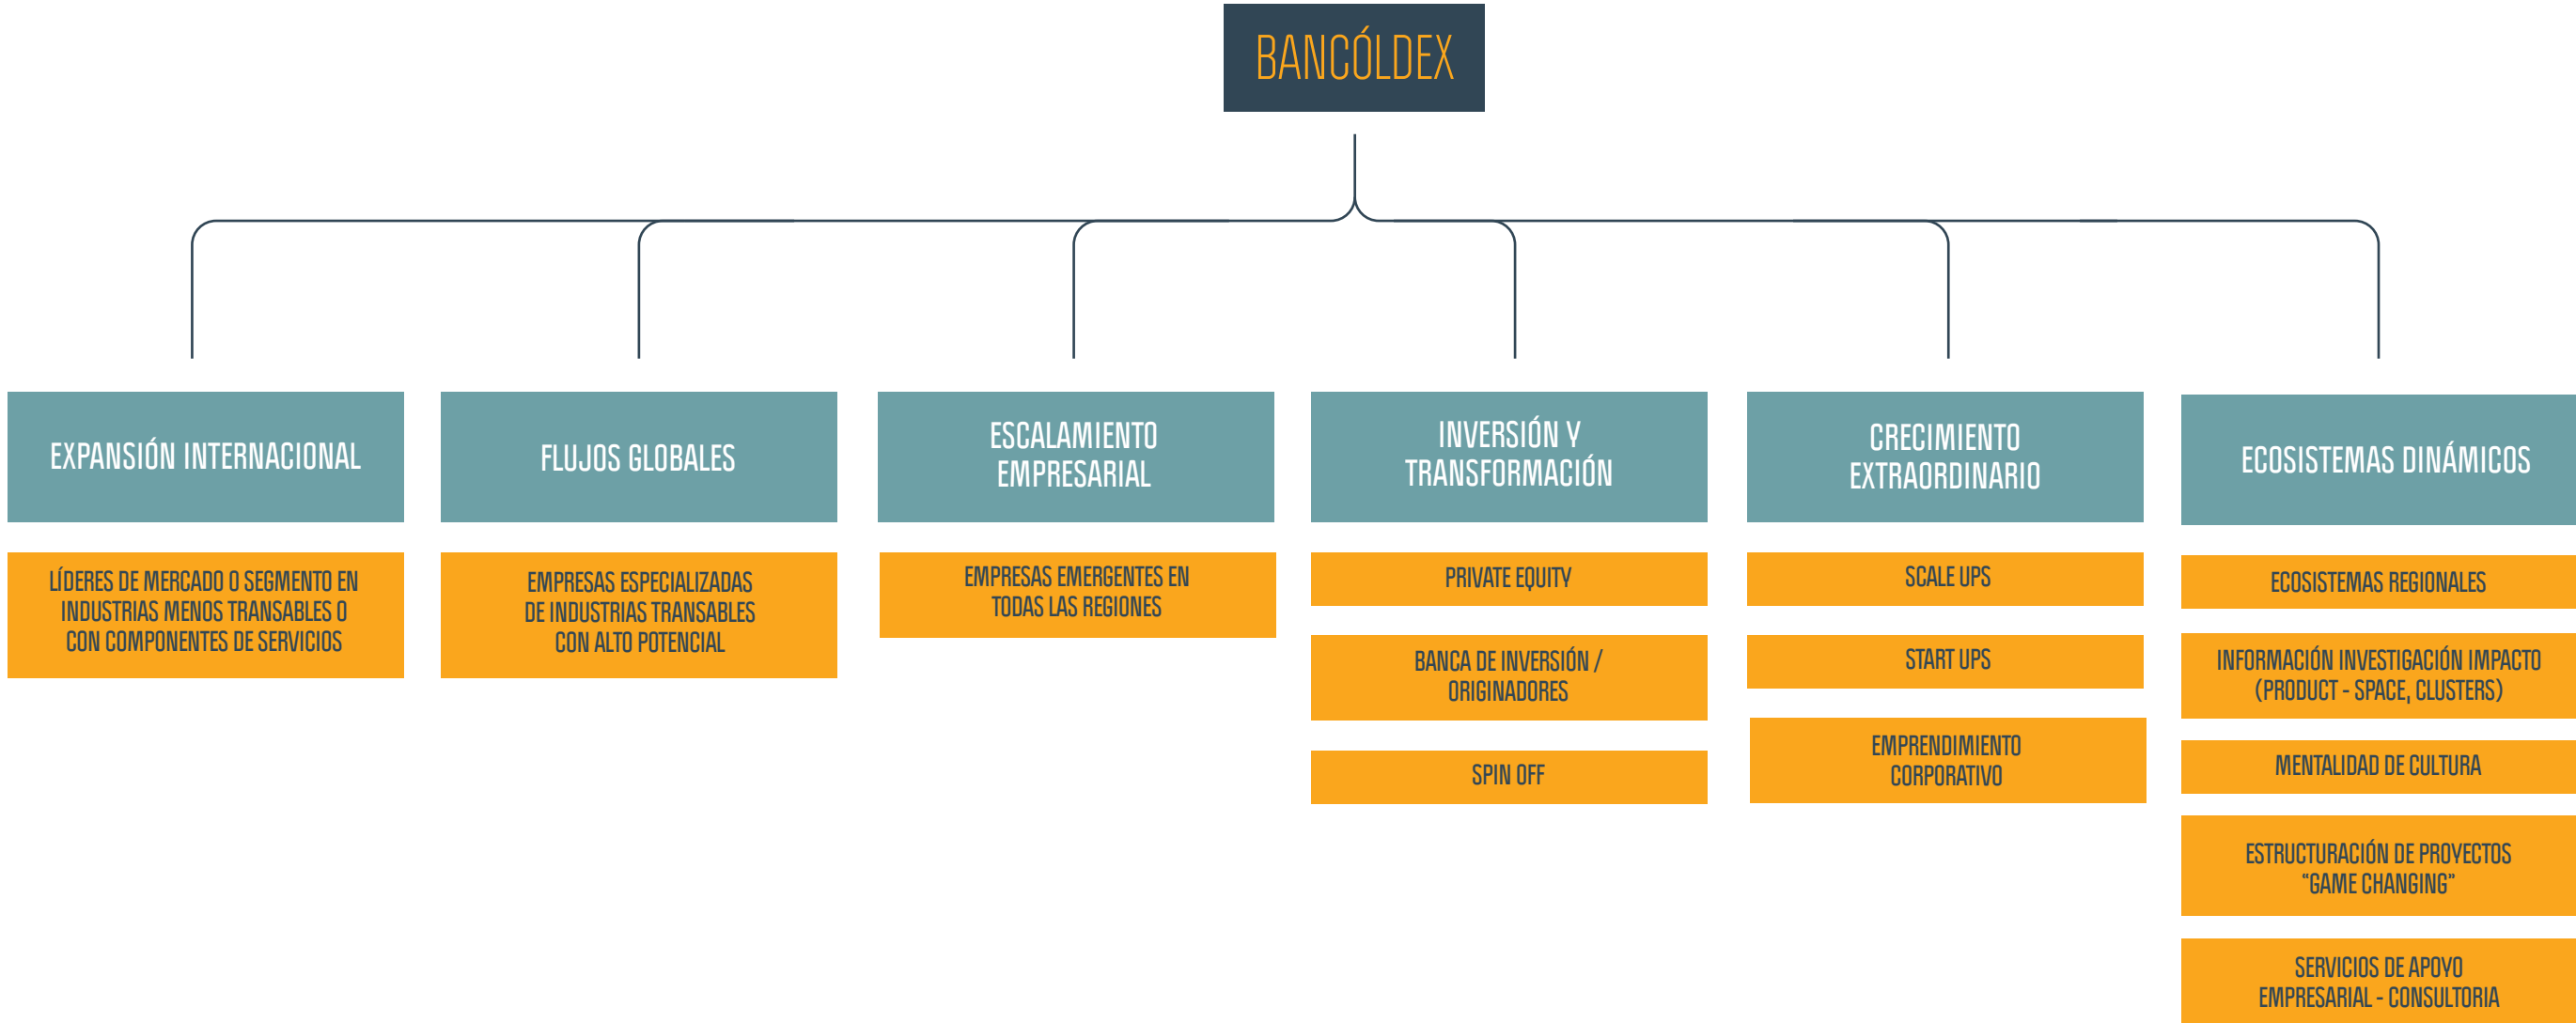 BANCÓLDEX
EXPANSIÓN INTERNACIONAL
LÍDERES DE MERCADO O SEGMENTO EN
INDUSTRIAS MENOS TRANSABLES O
CON COMPONENTES DE SERVICIOS
FLUJOS GLOBALES
EMPRESAS ESPECIALIZADAS
DE INDUSTRIAS TRANSABLES
CON ALTO POTENCIAL
ESCALAMIENTO
EMPRESARIAL
EMPRESAS EMERGENTES EN
TODAS LAS REGIONES
INVERSIÓN Y
TRANSFORMACIÓN
PRIVATE EQUITY
BANCA DE INVERSIÓN /
ORIGINADORES
SPIN OFF
CRECIMIENTO
EXTRAORDINARIO
SCALE UPS
START UPS
EMPRENDIMIENTO
CORPORATIVO
ECOSISTEMAS DINÁMICOS
ECOSISTEMAS REGIONALES
INFORMACIÓN INVESTIGACIÓN IMPACTO
(PRODUCT - SPACE, CLUSTERS)
MENTALIDAD DE CULTURA
ESTRUCTURACIÓN DE PROYECTOS
“GAME CHANGING”
SERVICIOS DE APOYO
EMPRESARIAL - CONSULTORIA